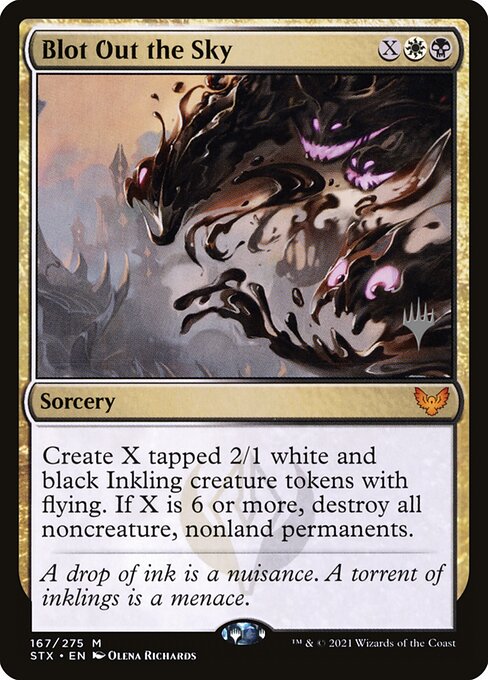 Blot Out the Sky X
Sorcery
Create X tapped 2/1 white and
black Inkling creature tokens with
flying. If X is 6 or more, destroy all
noncreature, nonland permanents.
A drop of ink is a nuisance. A torrent of
inklings is a menace.
167/275 M
STX • EN Olena Richards
™ & © 2021 Wizards of the Coast